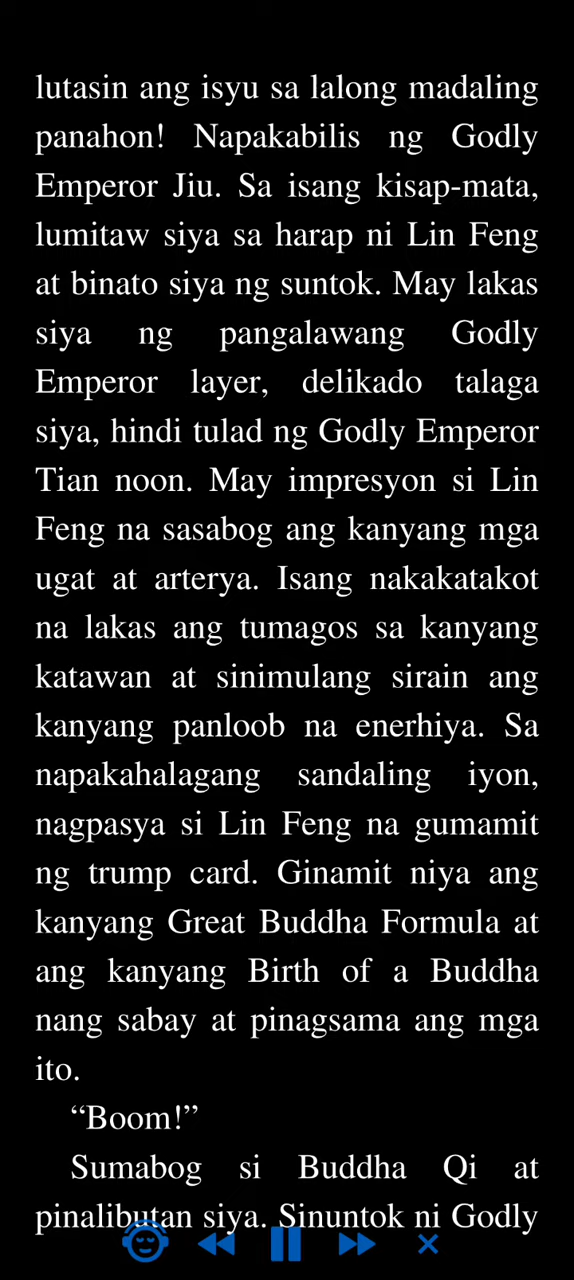 lutasin ang isyu sa lalong madaling
panahon! Napakabilis ng Godly
Emperor Jiu. Sa isang kisap-mata,
lumitaw siya sa harap ni Lin Feng
at binato siya ng suntok. May lakas
siya ng pangalawang Godly
Emperor layer, delikado talaga
siya, hindi tulad ng Godly Emperor
Tian noon. May impresyon si Lin
Feng na sasabog ang kanyang mga
ugat at arterya. Isang nakakatakot
na lakas ang tumagos sa kanyang
katawan at sinimulang sirain ang
kanyang panloob na enerhiya. Sa
napakahalagang sandaling iyon,
nagpasya si Lin Feng na gumamit
ng trump card. Ginamit niya ang
kanyang Great Buddha Formula at
ang kanyang Birth of a Buddha
nang sabay at pinagsama ang mga
ito.
“Boom!”
Sumabog si Buddha Qi at
pinalibutan siya. Sinuntok ni Godly